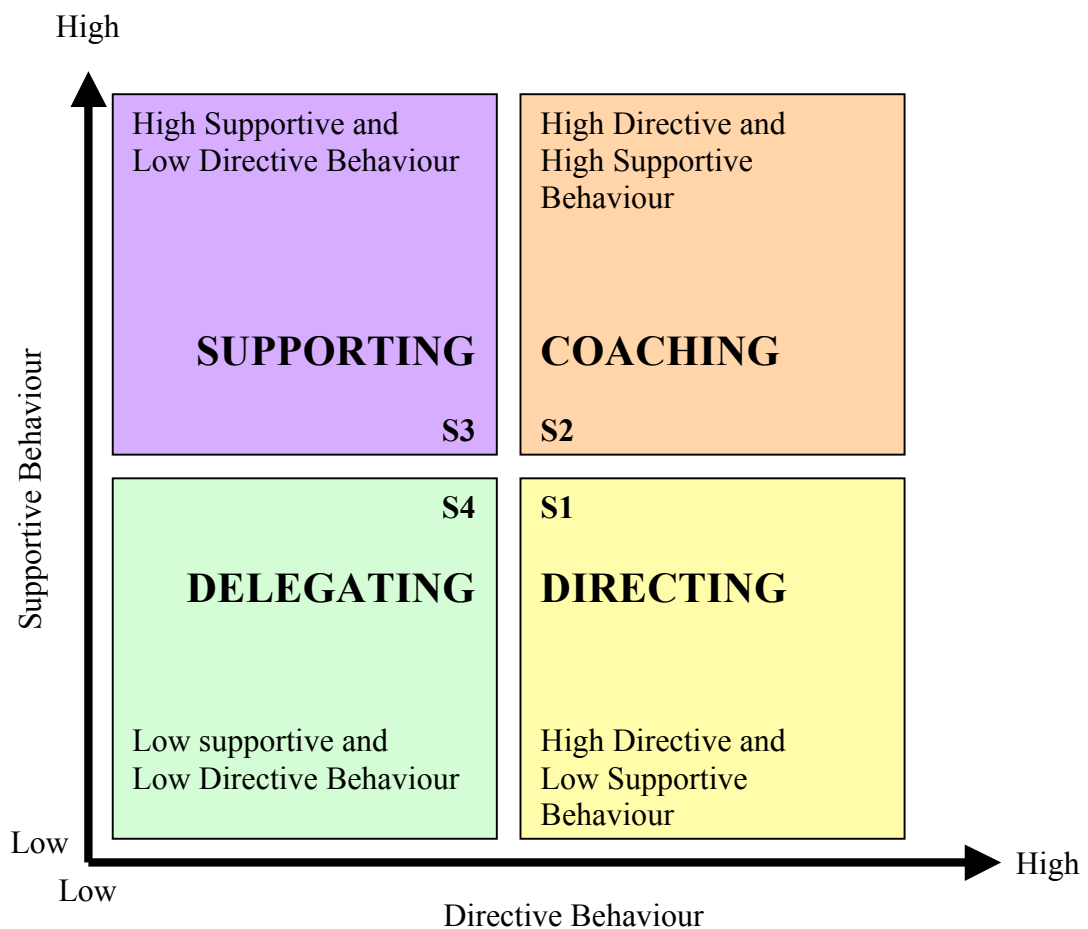 High
High Supportive and
Low Directive Behaviour
SUPPORTING
S3
High Directive and
High Supportive
Behaviour
COACHING
S2
Supportive Behaviour
S4
DELEGATING
Low supportive and
Low Directive Behaviour
S1
DIRECTING
High Directive and
Low Supportive
Behaviour
Low
Low
High
Directive Behaviour